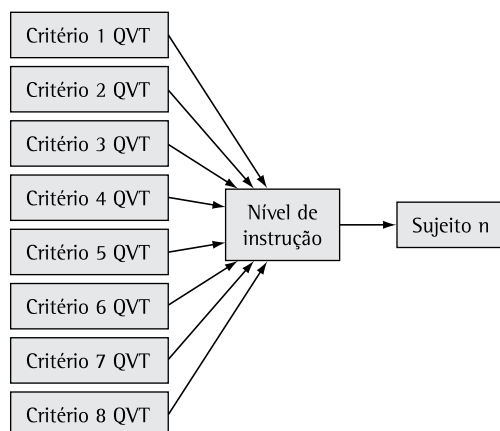 Critério 1 QVT
Critério 2 QVT
Critério 3 QVT
Critério 4 QVT
Critério 5 QVT
Critério 6 QVT
Critério 7 QVT
Critério 8 QVT
Nível de
instrução
Sujeito n